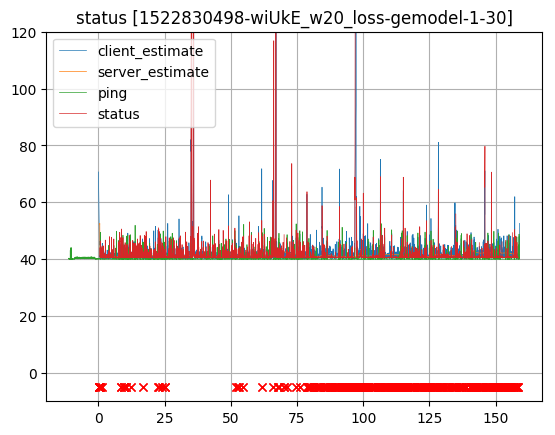 status [1522830498-wiUkE_w20_loss-gemodel-1-30]
client_estimate
server_estimate
ping
status
120
100
80
60
40
20
0
0
25
50
75
100
125
150